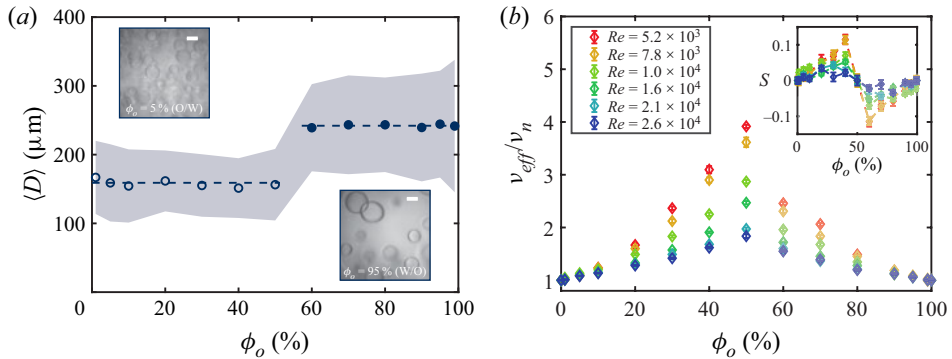 (a)
400
300
200
100
0
⟨D⟩ (μm)
ϕo = 5 % (O/W)
ϕo = 95 % (W/O)
0 20 40 60 80 100
ϕo (%)
(b)
6
5
4
3
2
1
νeff/νn
Re = 5.2 × 10³
Re = 7.8 × 10³
Re = 1.0 × 10⁴
Re = 1.6 × 10⁴
Re = 2.1 × 10⁴
Re = 2.6 × 10⁴
0.1
0
−0.1
S
0 50 100
ϕo (%)
0 20 40 60 80 100
ϕo (%)